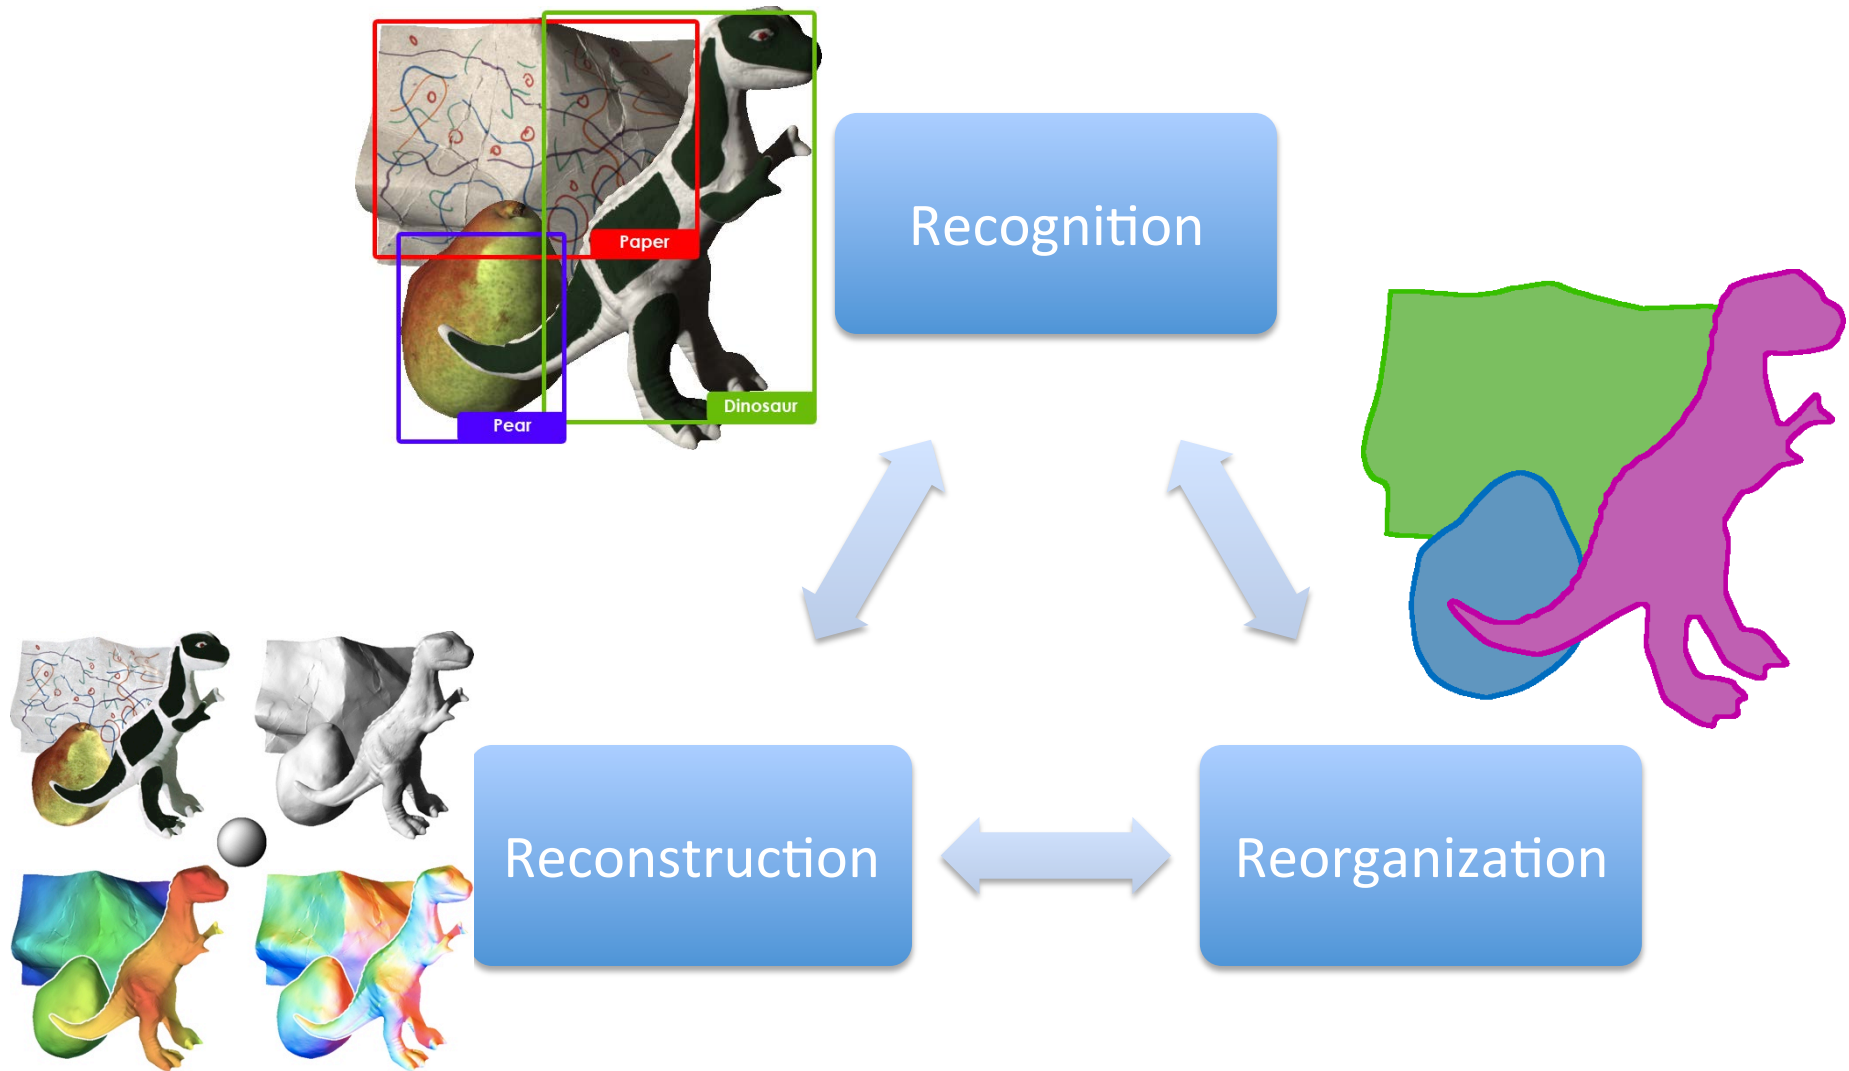 Paper
Dinosaur
Pear
Recognition
Reconstruction
Reorganization